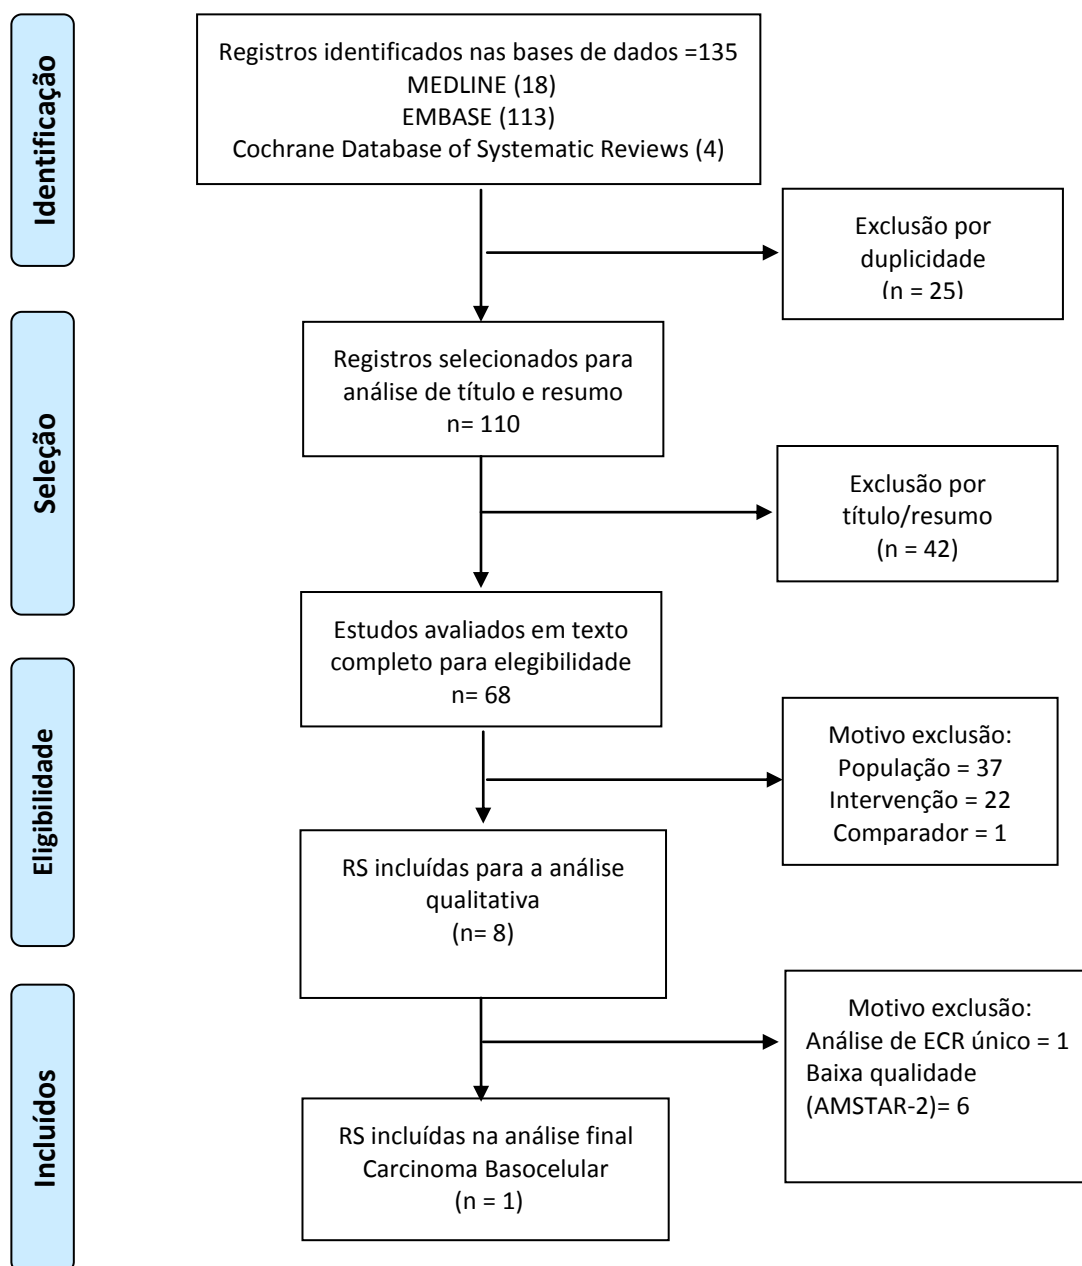 Identificação
Registros identificados nas bases de dados =135
MEDLINE (18)
EMBASE (113)
Cochrane Database of Systematic Reviews (4)
Exclusão por
duplicidade
(n = 25)
Seleção
Registros selecionados para
análise de título e resumo
n= 110
Exclusão por
título/resumo
(n = 42)
Estudos avaliados em texto
completo para elegibilidade
n= 68
Eligibilidade
Motivo exclusão:
População = 37
Intervenção = 22
Comparador = 1
RS incluídas para a análise
qualitativa
(n= 8)
Incluídos
Motivo exclusão:
Análise de ECR único = 1
Baixa qualidade
(AMSTAR-2)= 6
RS incluídas na análise final
Carcinoma Basocelular
(n = 1)